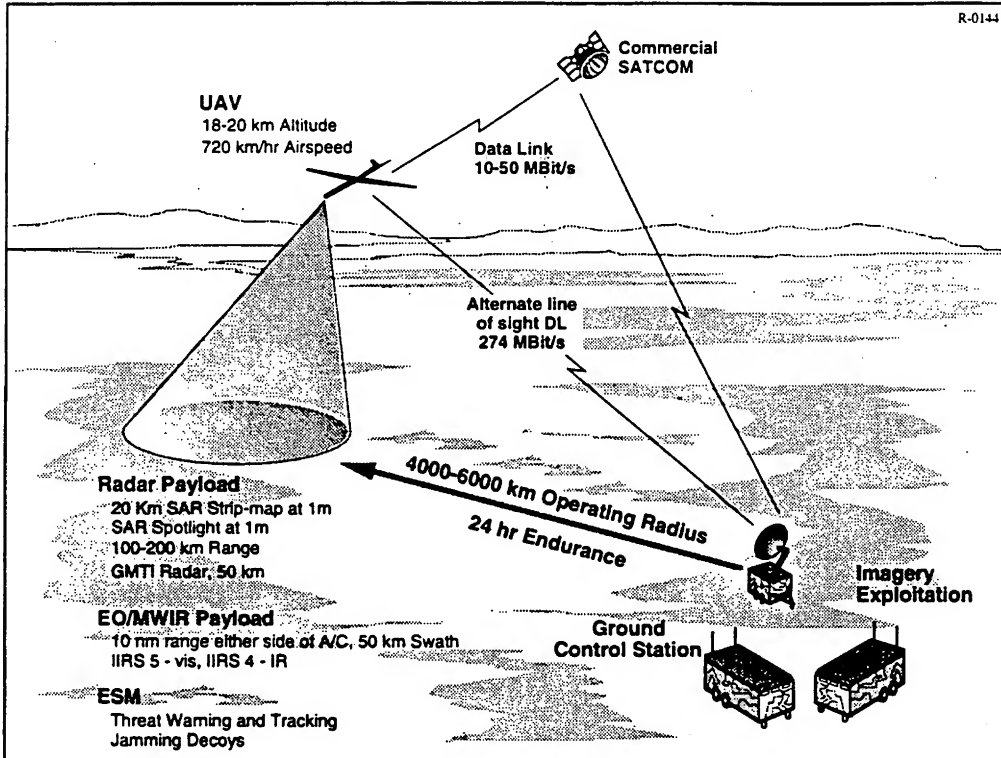 R-0144
Commercial
SATCOM
UAV
18-20 km Altitude
720 km/hr Airspeed
Data Link
10-50 MBit/s
Alternate line
of sight DL
274 MBit/s
4000-6000 km Operating Radius
24 hr Endurance
Radar Payload
20 Km SAR Strip-map at 1m
SAR Spotlight at 1m
100-200 km Range
GMTI Radar, 50 km
Imagery
Exploitation
Ground
Control Station
EO/MWIR Payload
10 nm range either side of A/C, 50 km Swath
IIRS 5 - vis, IIRS 4 - IR
ESM
Threat Warning and Tracking
Jamming Decoys